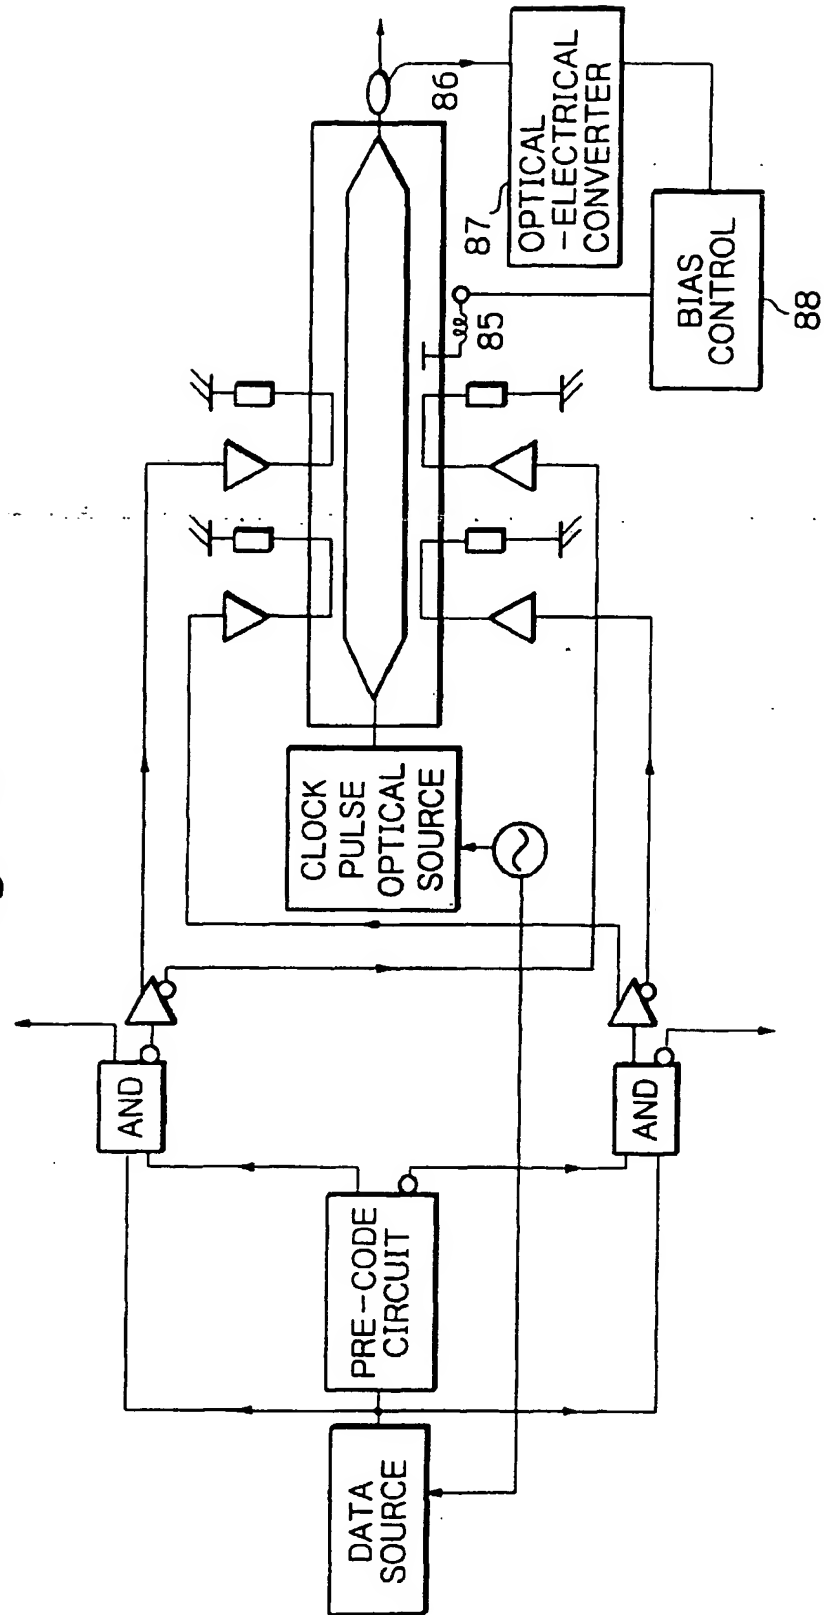 DATA
SOURCE
PRE-CODE
CIRCUIT
AND
AND
CLOCK
PULSE
OPTICAL
SOURCE
85
86
87
OPTICAL
-ELECTRICAL
CONVERTER
BIAS
CONTROL
88